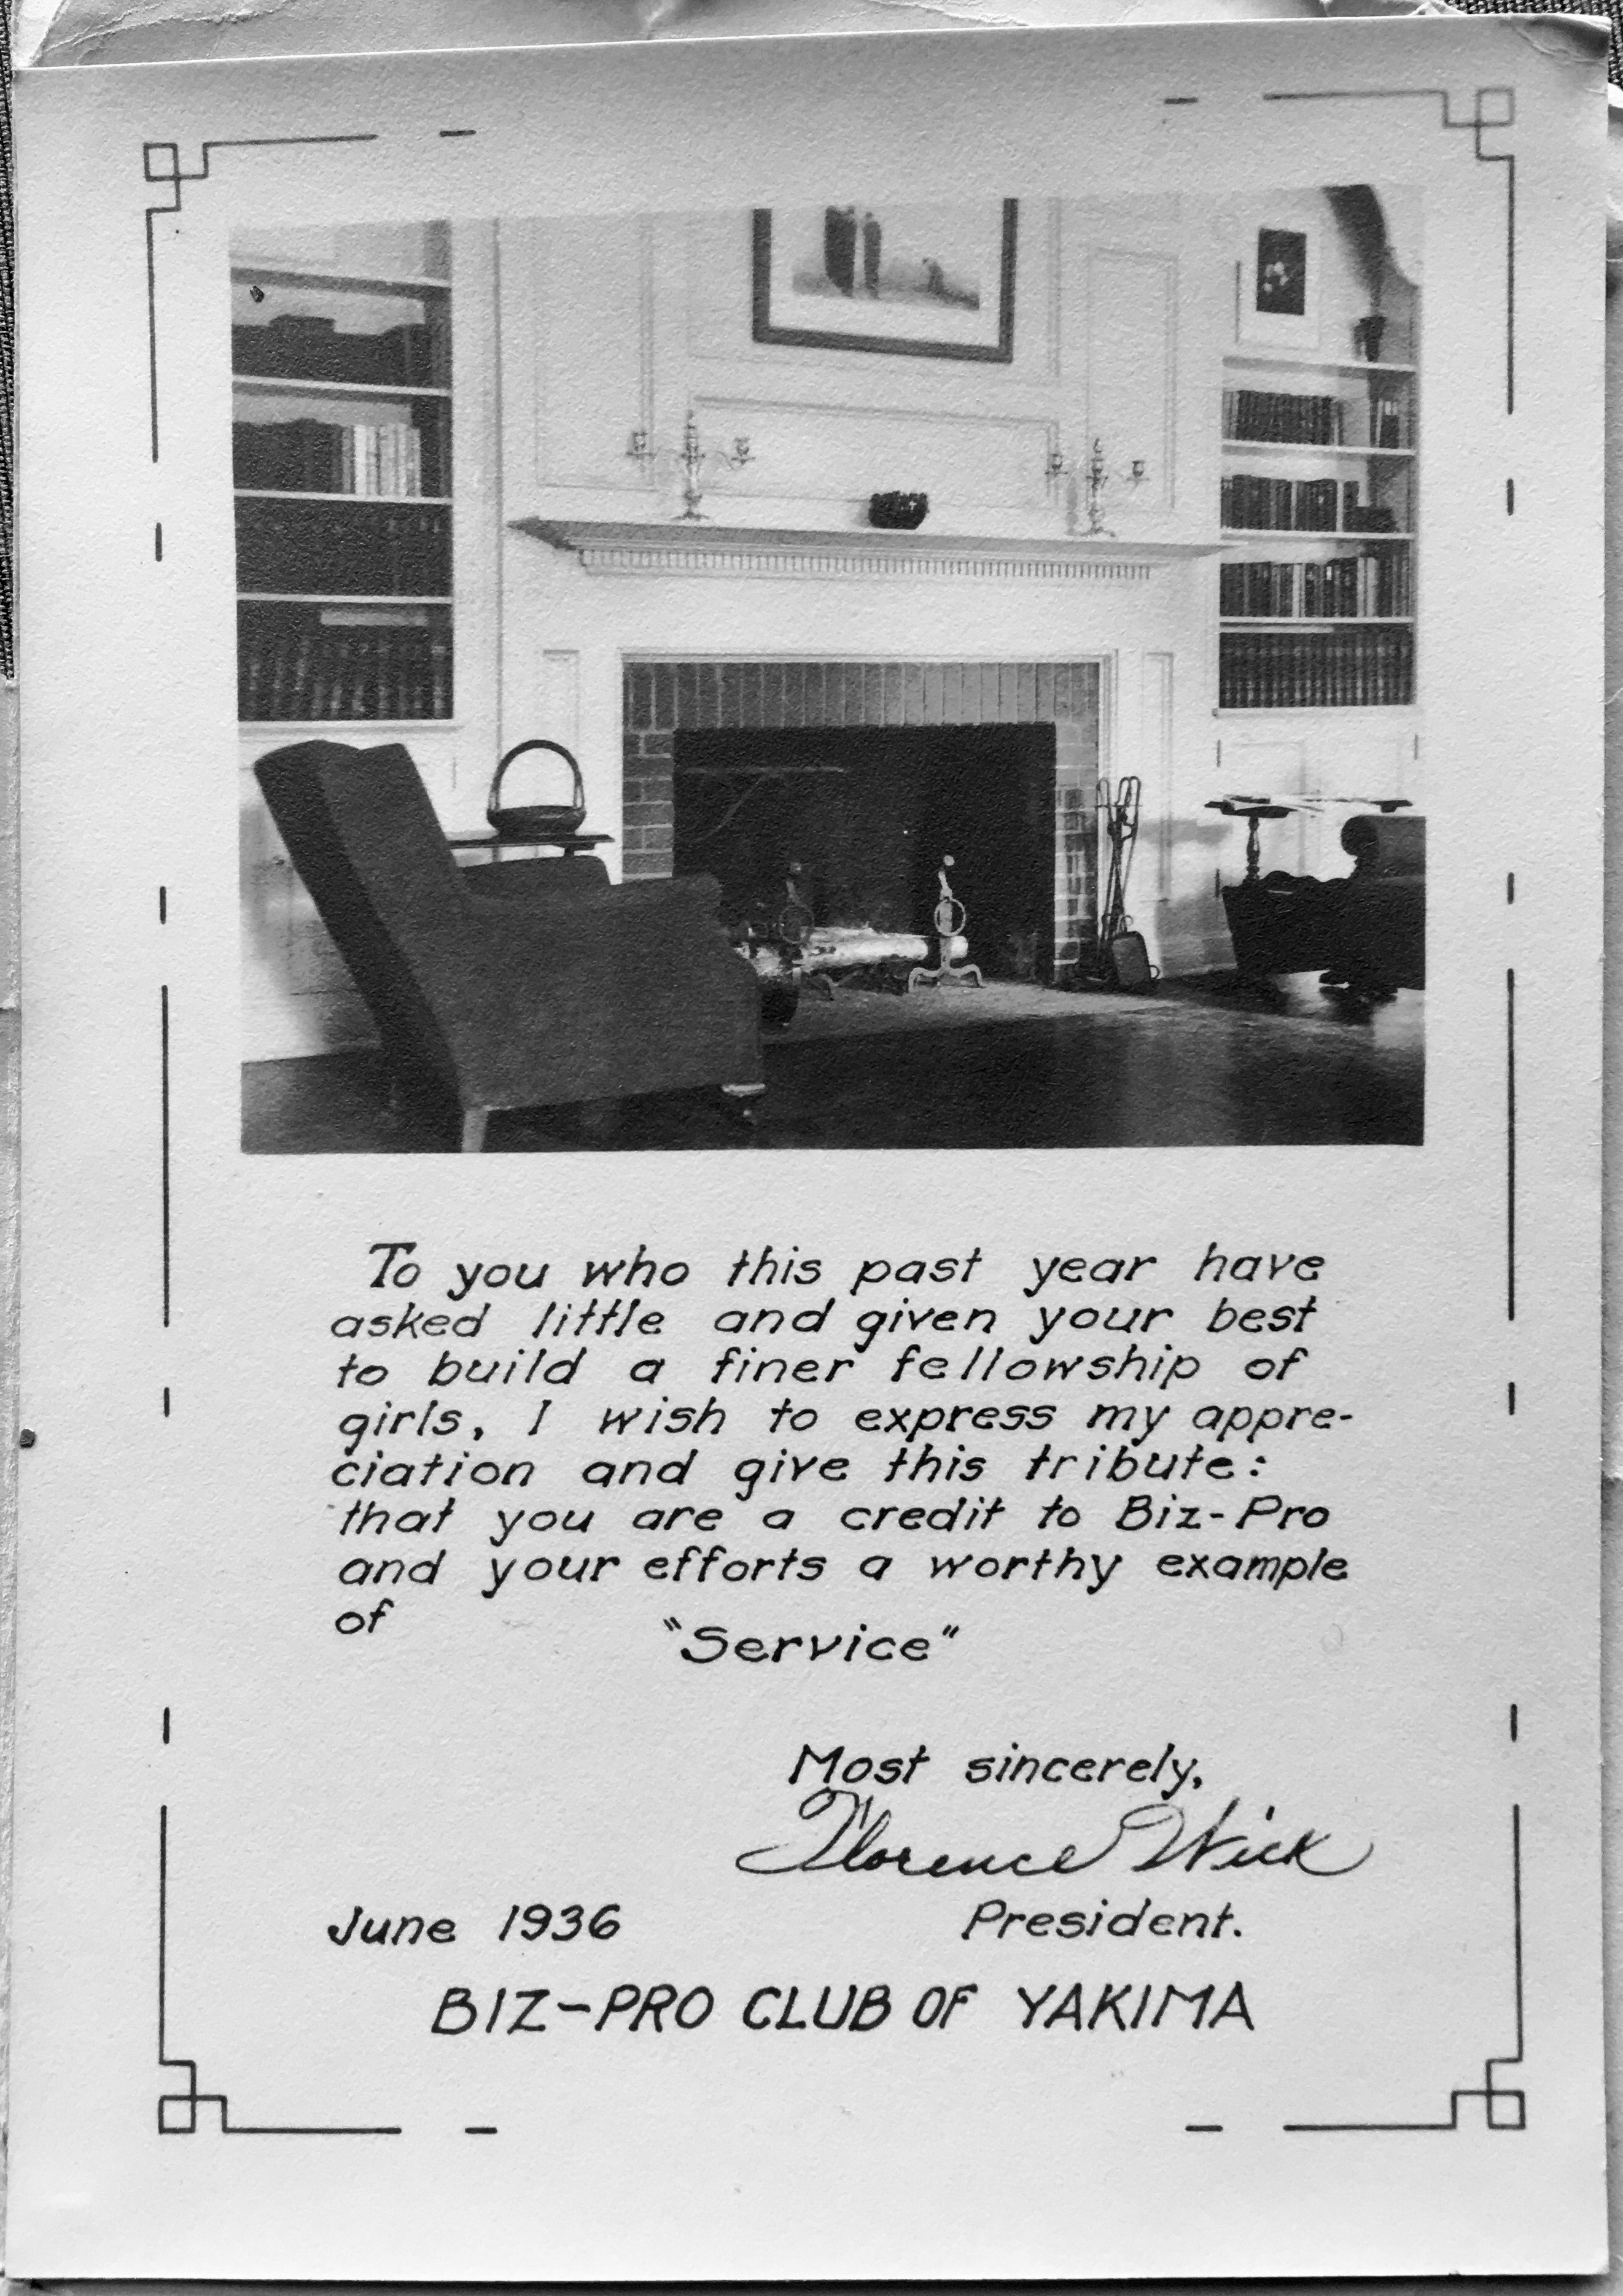 To you who this past year have
asked little and given your best
to build a finer fellowship of
girls, I wish to express my appre-
ciation and give this tribute:
that you are a credit to Biz-Pro
and your efforts a worthy example
of "Service"
Most sincerely,
Florence Wick
June 1936 President.
BIZ-PRO CLUB OF YAKIMA